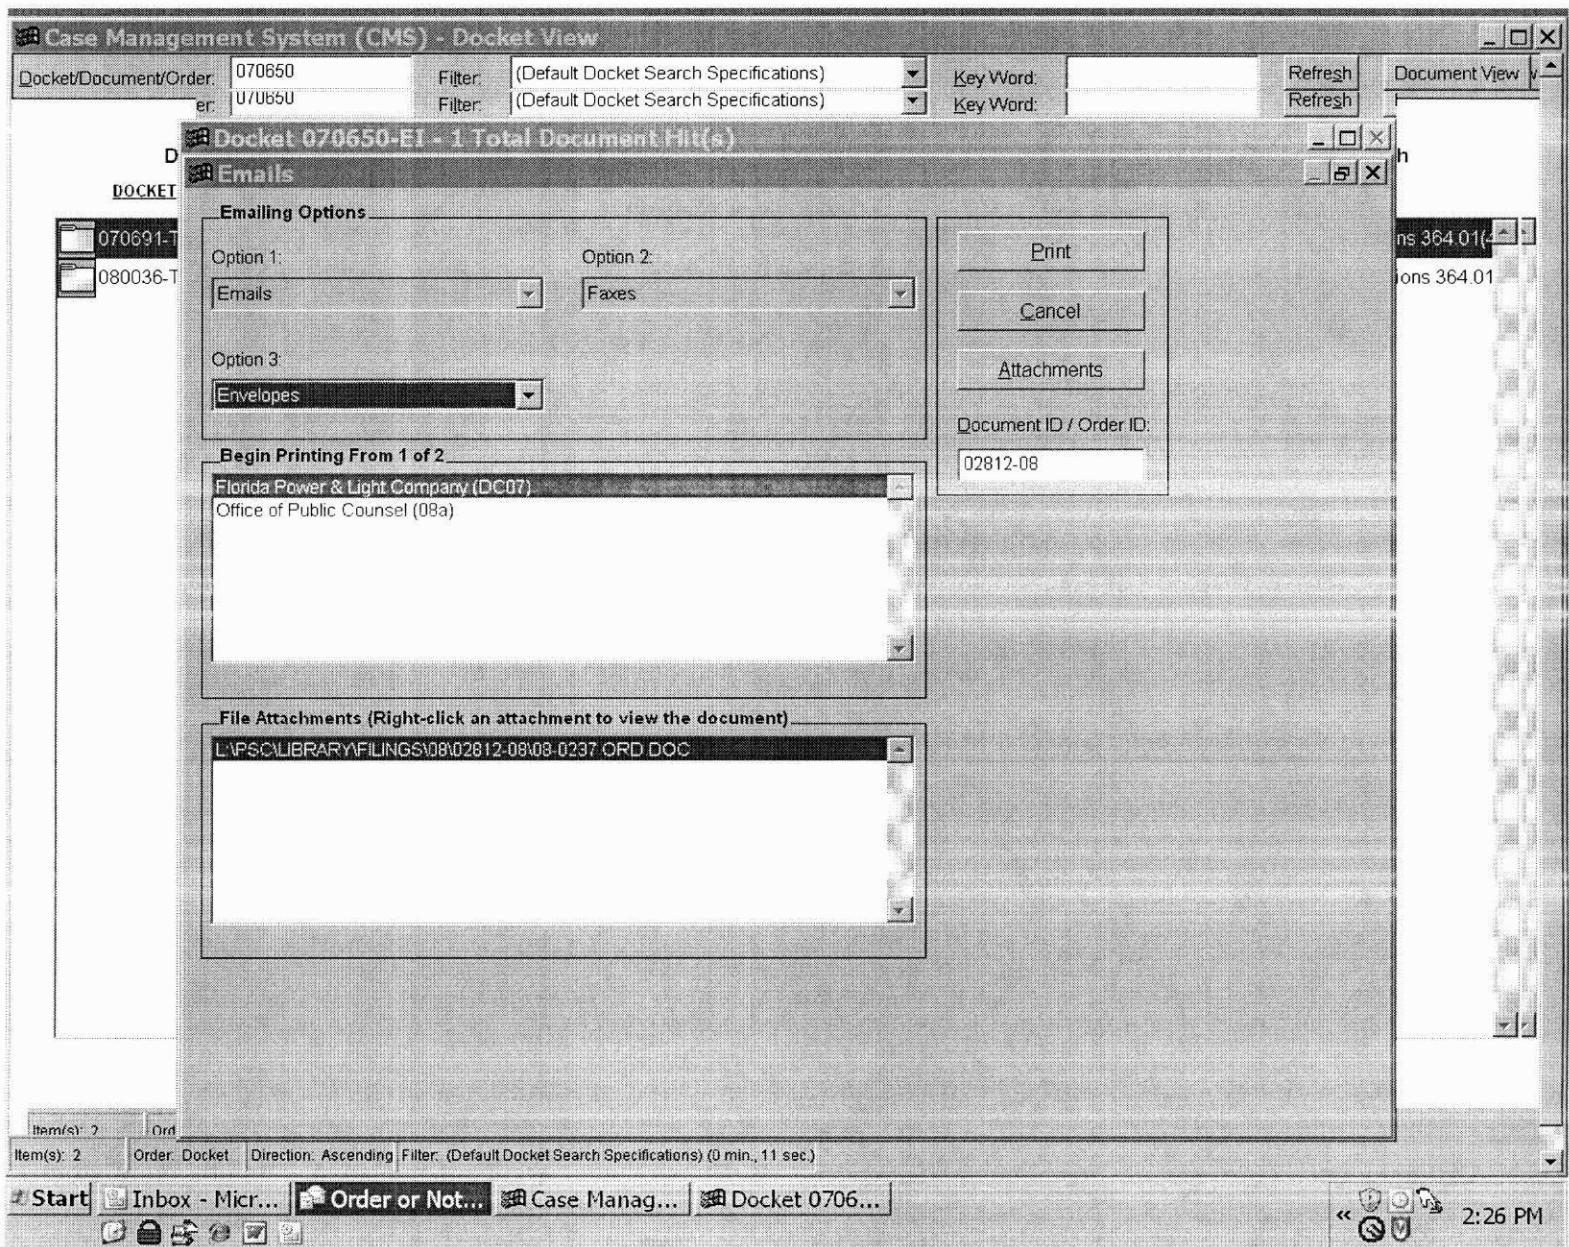 Case Management System (CMS) - Docket View
Docket/Document/Order: 070650 Filter: (Default Docket Search Specifications) Key Word: Refresh Document View
er: 070650 Filter: (Default Docket Search Specifications) Key Word: Refresh
Docket 070650-EI - 1 Total Document Hit(s)
D h
Emails
DOCKET
Emailing Options
070691-T ns 364.01(4
Option 1: Option 2: Print
080036-T ions 364.01
Emails Faxes
Cancel
Option 3:
Attachments
Envelopes
Document ID / Order ID:
Begin Printing From 1 of 2
02812-08
Florida Power & Light Company (DC07)
Office of Public Counsel (08a)
File Attachments (Right-click an attachment to view the document)
L:\PSC\LIBRARY\FILINGS\08\02812-08\08-0237.ORD.DOC
Item(s): 2 Ord
Item(s): 2 Order: Docket Direction: Ascending Filter: (Default Docket Search Specifications) (0 min., 11 sec.)
Start Inbox - Micr... Order or Not... Case Manag... Docket 0706... « 2:26 PM